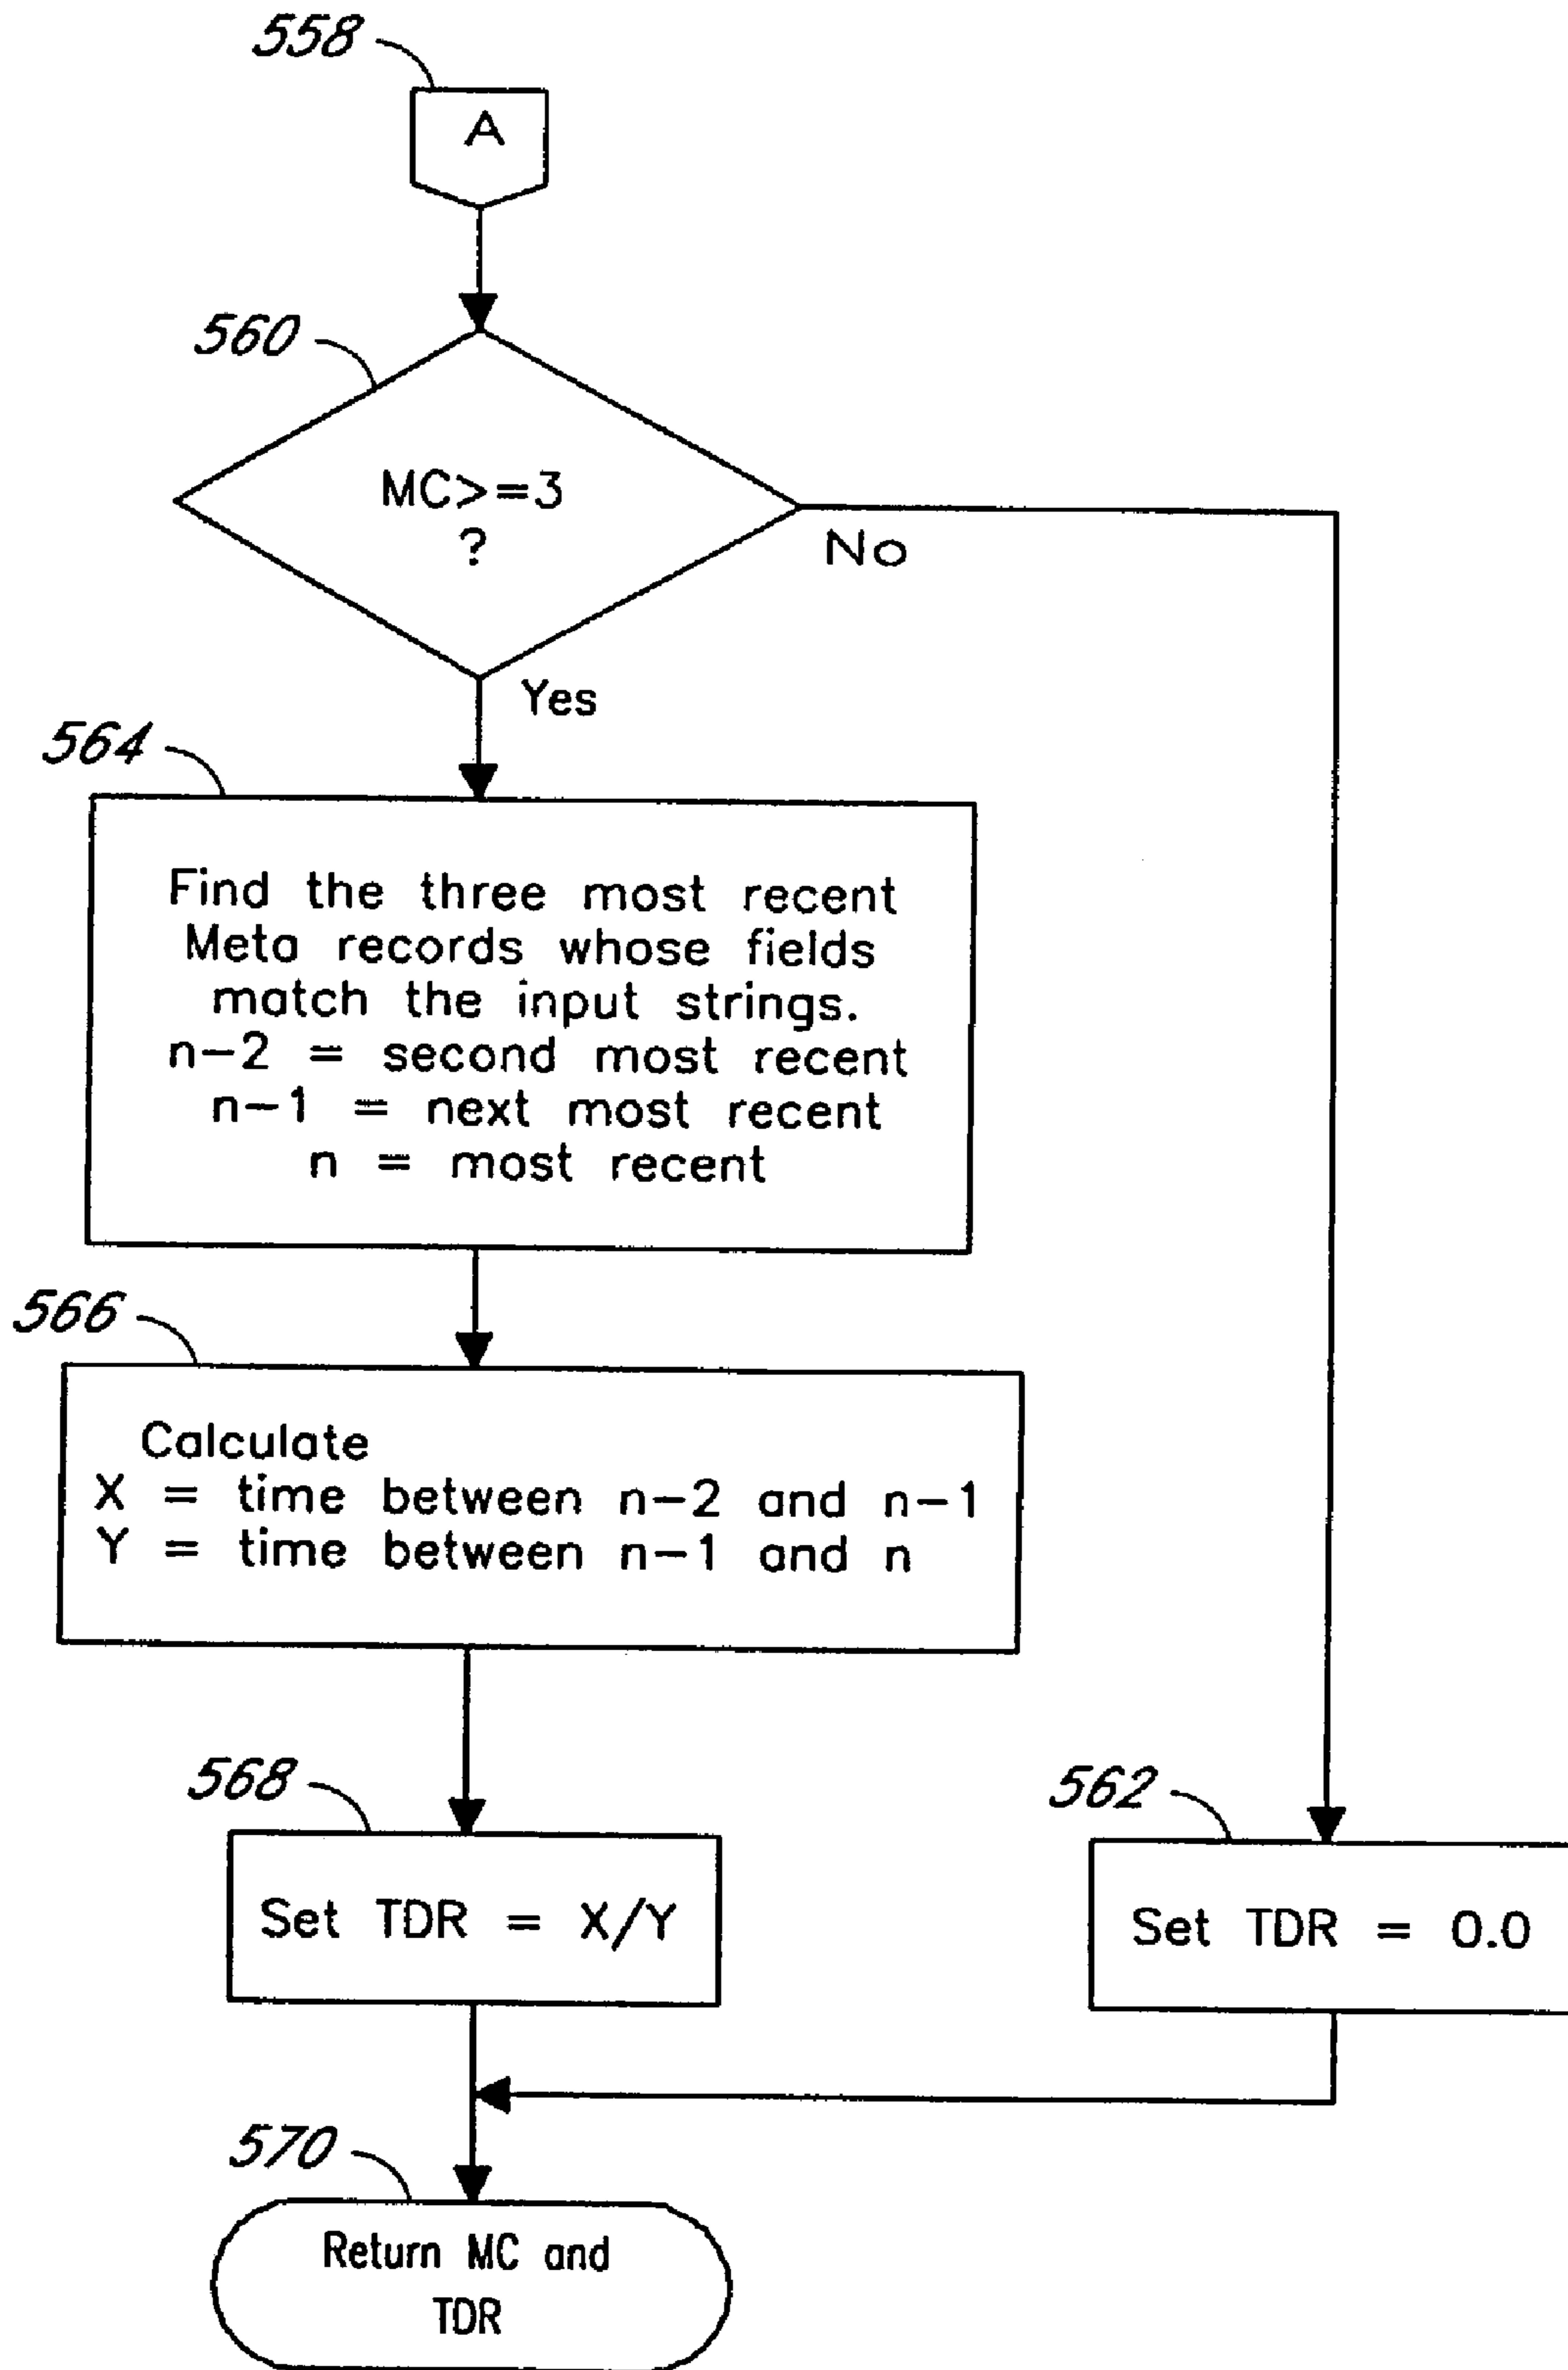 558
A
560
MC>=3
?
No
Yes
564
Find the three most recent
Meta records whose fields
match the input strings.
n-2 = second most recent
n-1 = next most recent
n = most recent
566
Calculate
X = time between n-2 and n-1
Y = time between n-1 and n
568
Set TDR = X/Y
562
Set TDR = 0.0
570
Return MC and
TDR